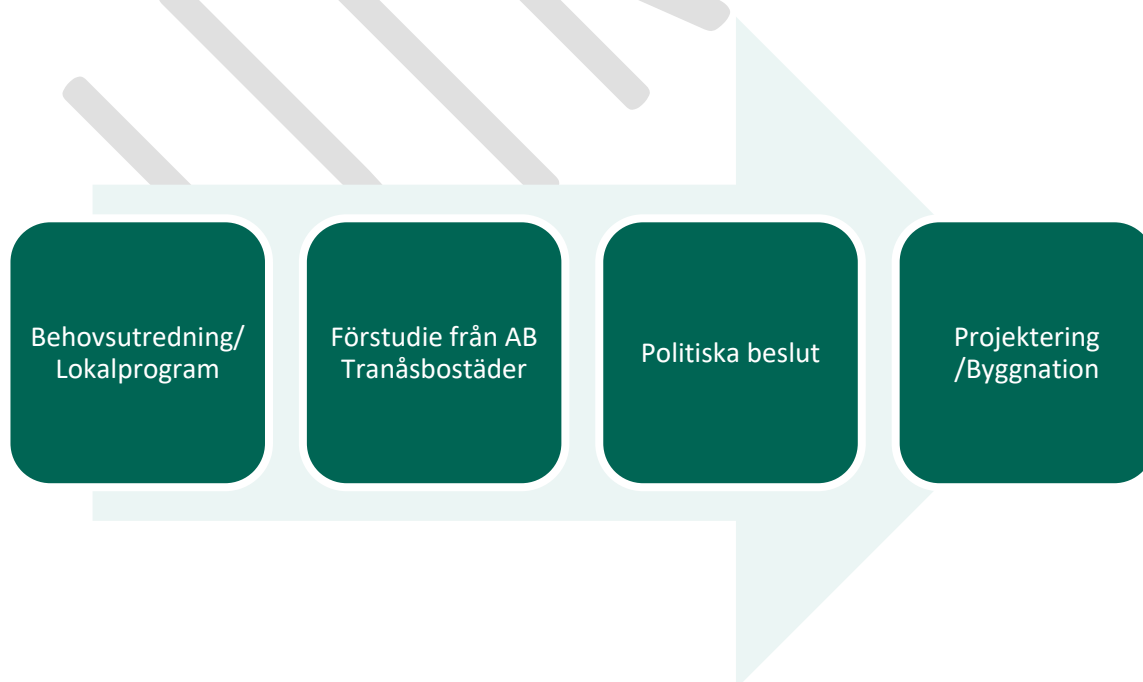 Behovsutredning/
Lokalprogram
Förstudie från AB
Tranåsbostäder
Politiska beslut
Projektering
/Byggnation